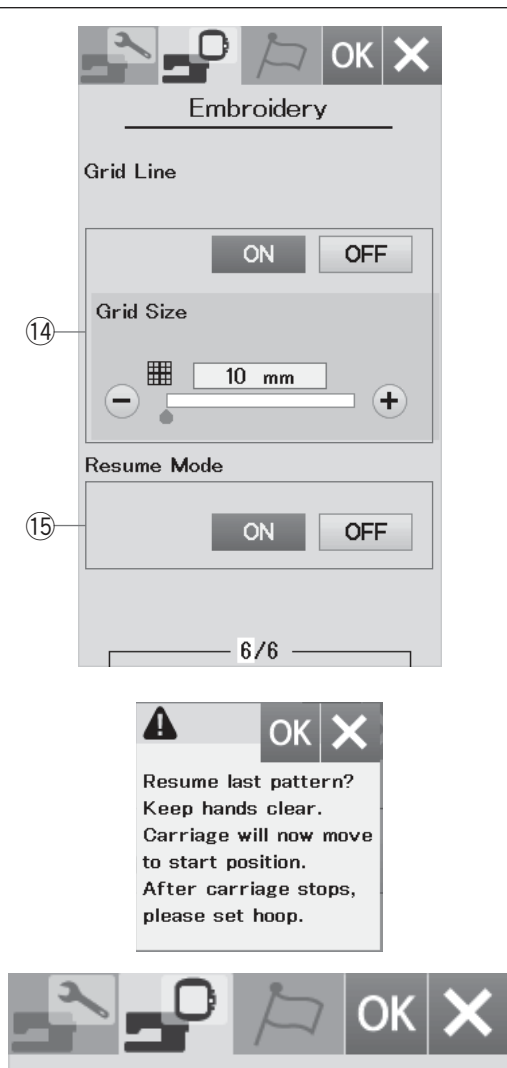 OK
Embroidery
Grid Line
ON OFF
Grid Size
⑭
10 mm
Resume Mode
⑮
ON OFF
6/6
OK
Resume last pattern?
Keep hands clear.
Carriage will now move
to start position.
After carriage stops,
please set hoop.
OK